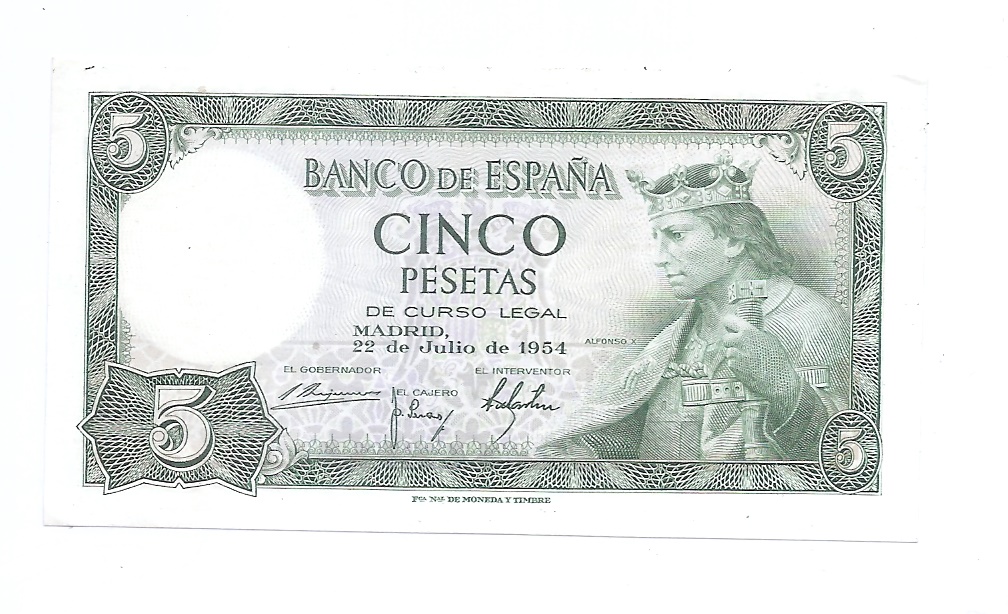 5
5
BANCO DE ESPAÑA
CINCO
PESETAS
DE CURSO LEGAL
MADRID,
22 de Julio de 1954
ALFONSO X
EL GOBERNADOR
EL CAJERO
EL INTERVENTOR
5
5
Fca. Nal. DE MONEDA Y TIMBRE